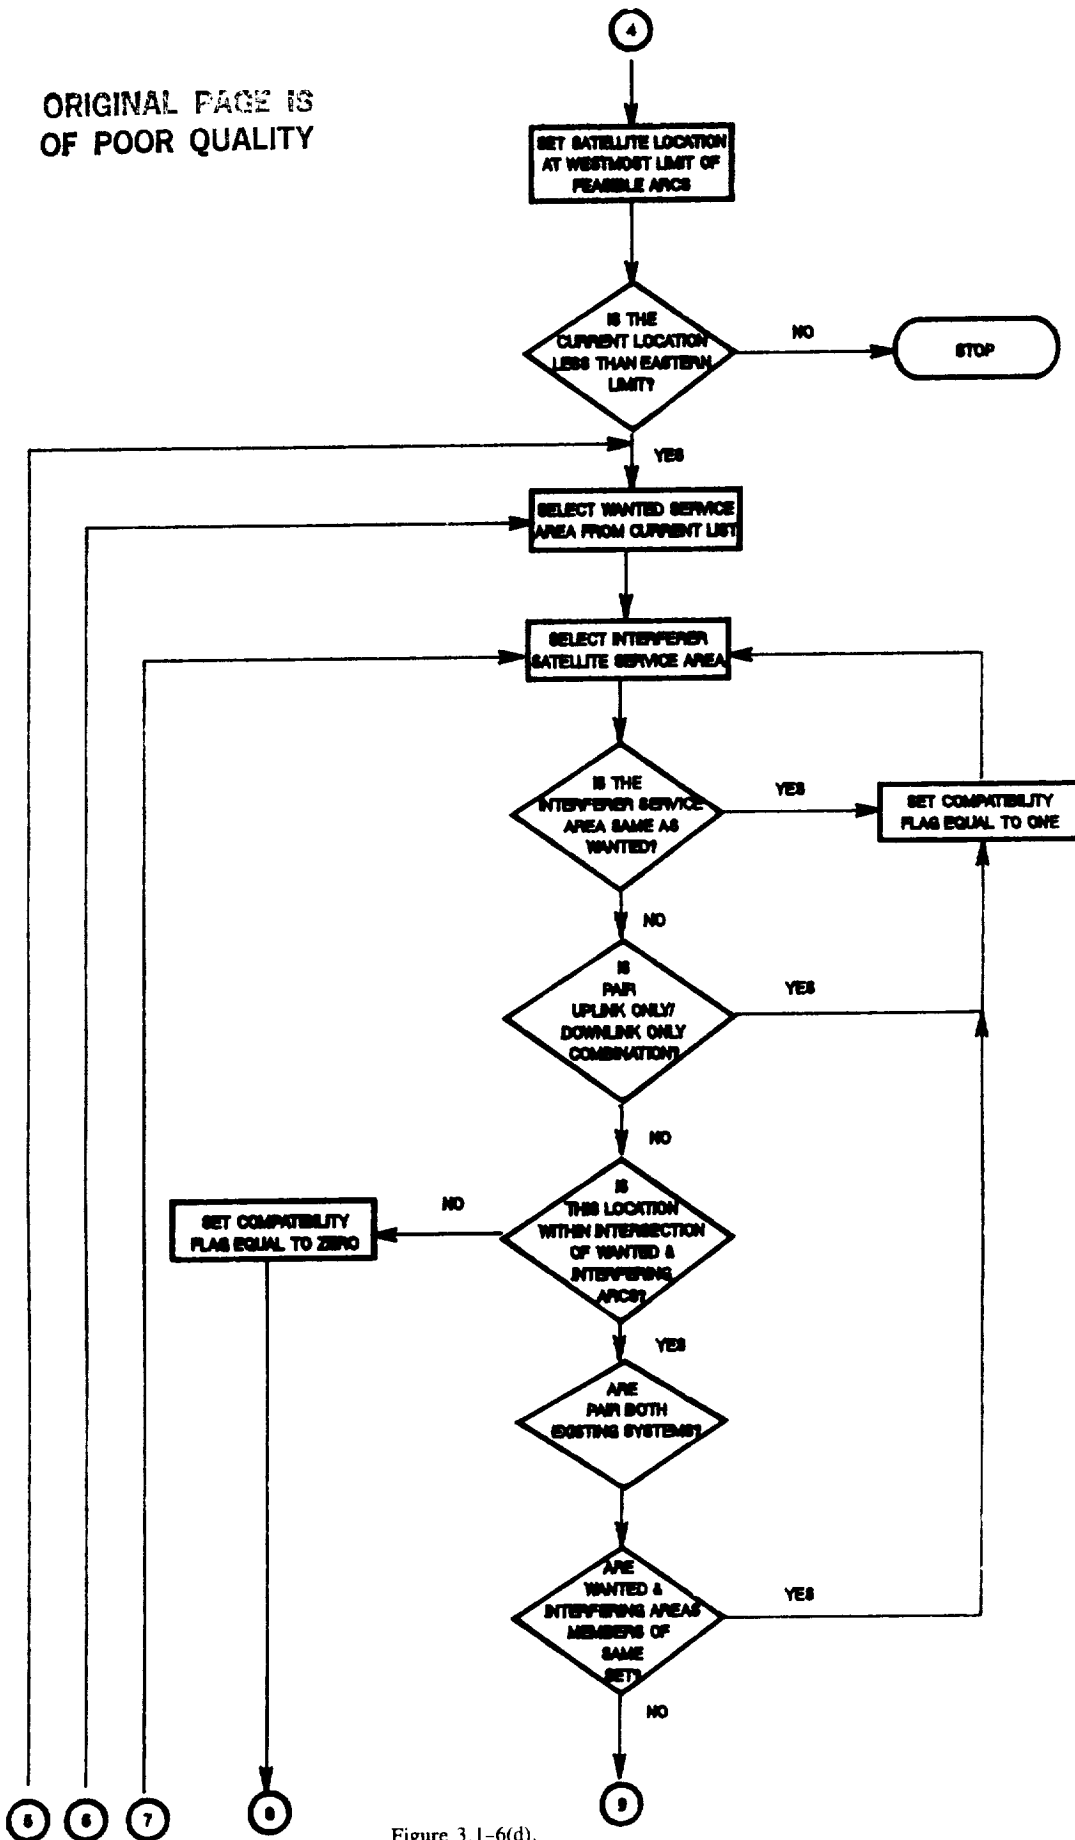 4
ORIGINAL PAGE IS
OF POOR QUALITY
SET SATELLITE LOCATION
AT WESTMOST LIMIT OF
FEASIBLE ARCS
IS THE
CURRENT LOCATION
LESS THAN EASTERN
LIMIT?
NO
STOP
YES
SELECT WANTED SERVICE
AREA FROM CURRENT LIST
SELECT INTERFERER
SATELLITE SERVICE AREA
IS THE
INTERFERER SERVICE
AREA SAME AS
WANTED?
YES
SET COMPATIBILITY
FLAG EQUAL TO ONE
NO
IS
PAIR
UPLINK ONLY/
DOWNLINK ONLY
COMBINATION?
YES
NO
IS
THIS LOCATION
WITHIN INTERSECTION
OF WANTED &
INTERFERING
ARCS?
NO
SET COMPATIBILITY
FLAG EQUAL TO ZERO
YES
ARE
PAIR BOTH
EXISTING SYSTEMS?
ARE
WANTED &
INTERFERING AREAS
MEMBERS OF
SAME
SET?
YES
NO
5
6
7
8
9
Figure 3.1-6(d).